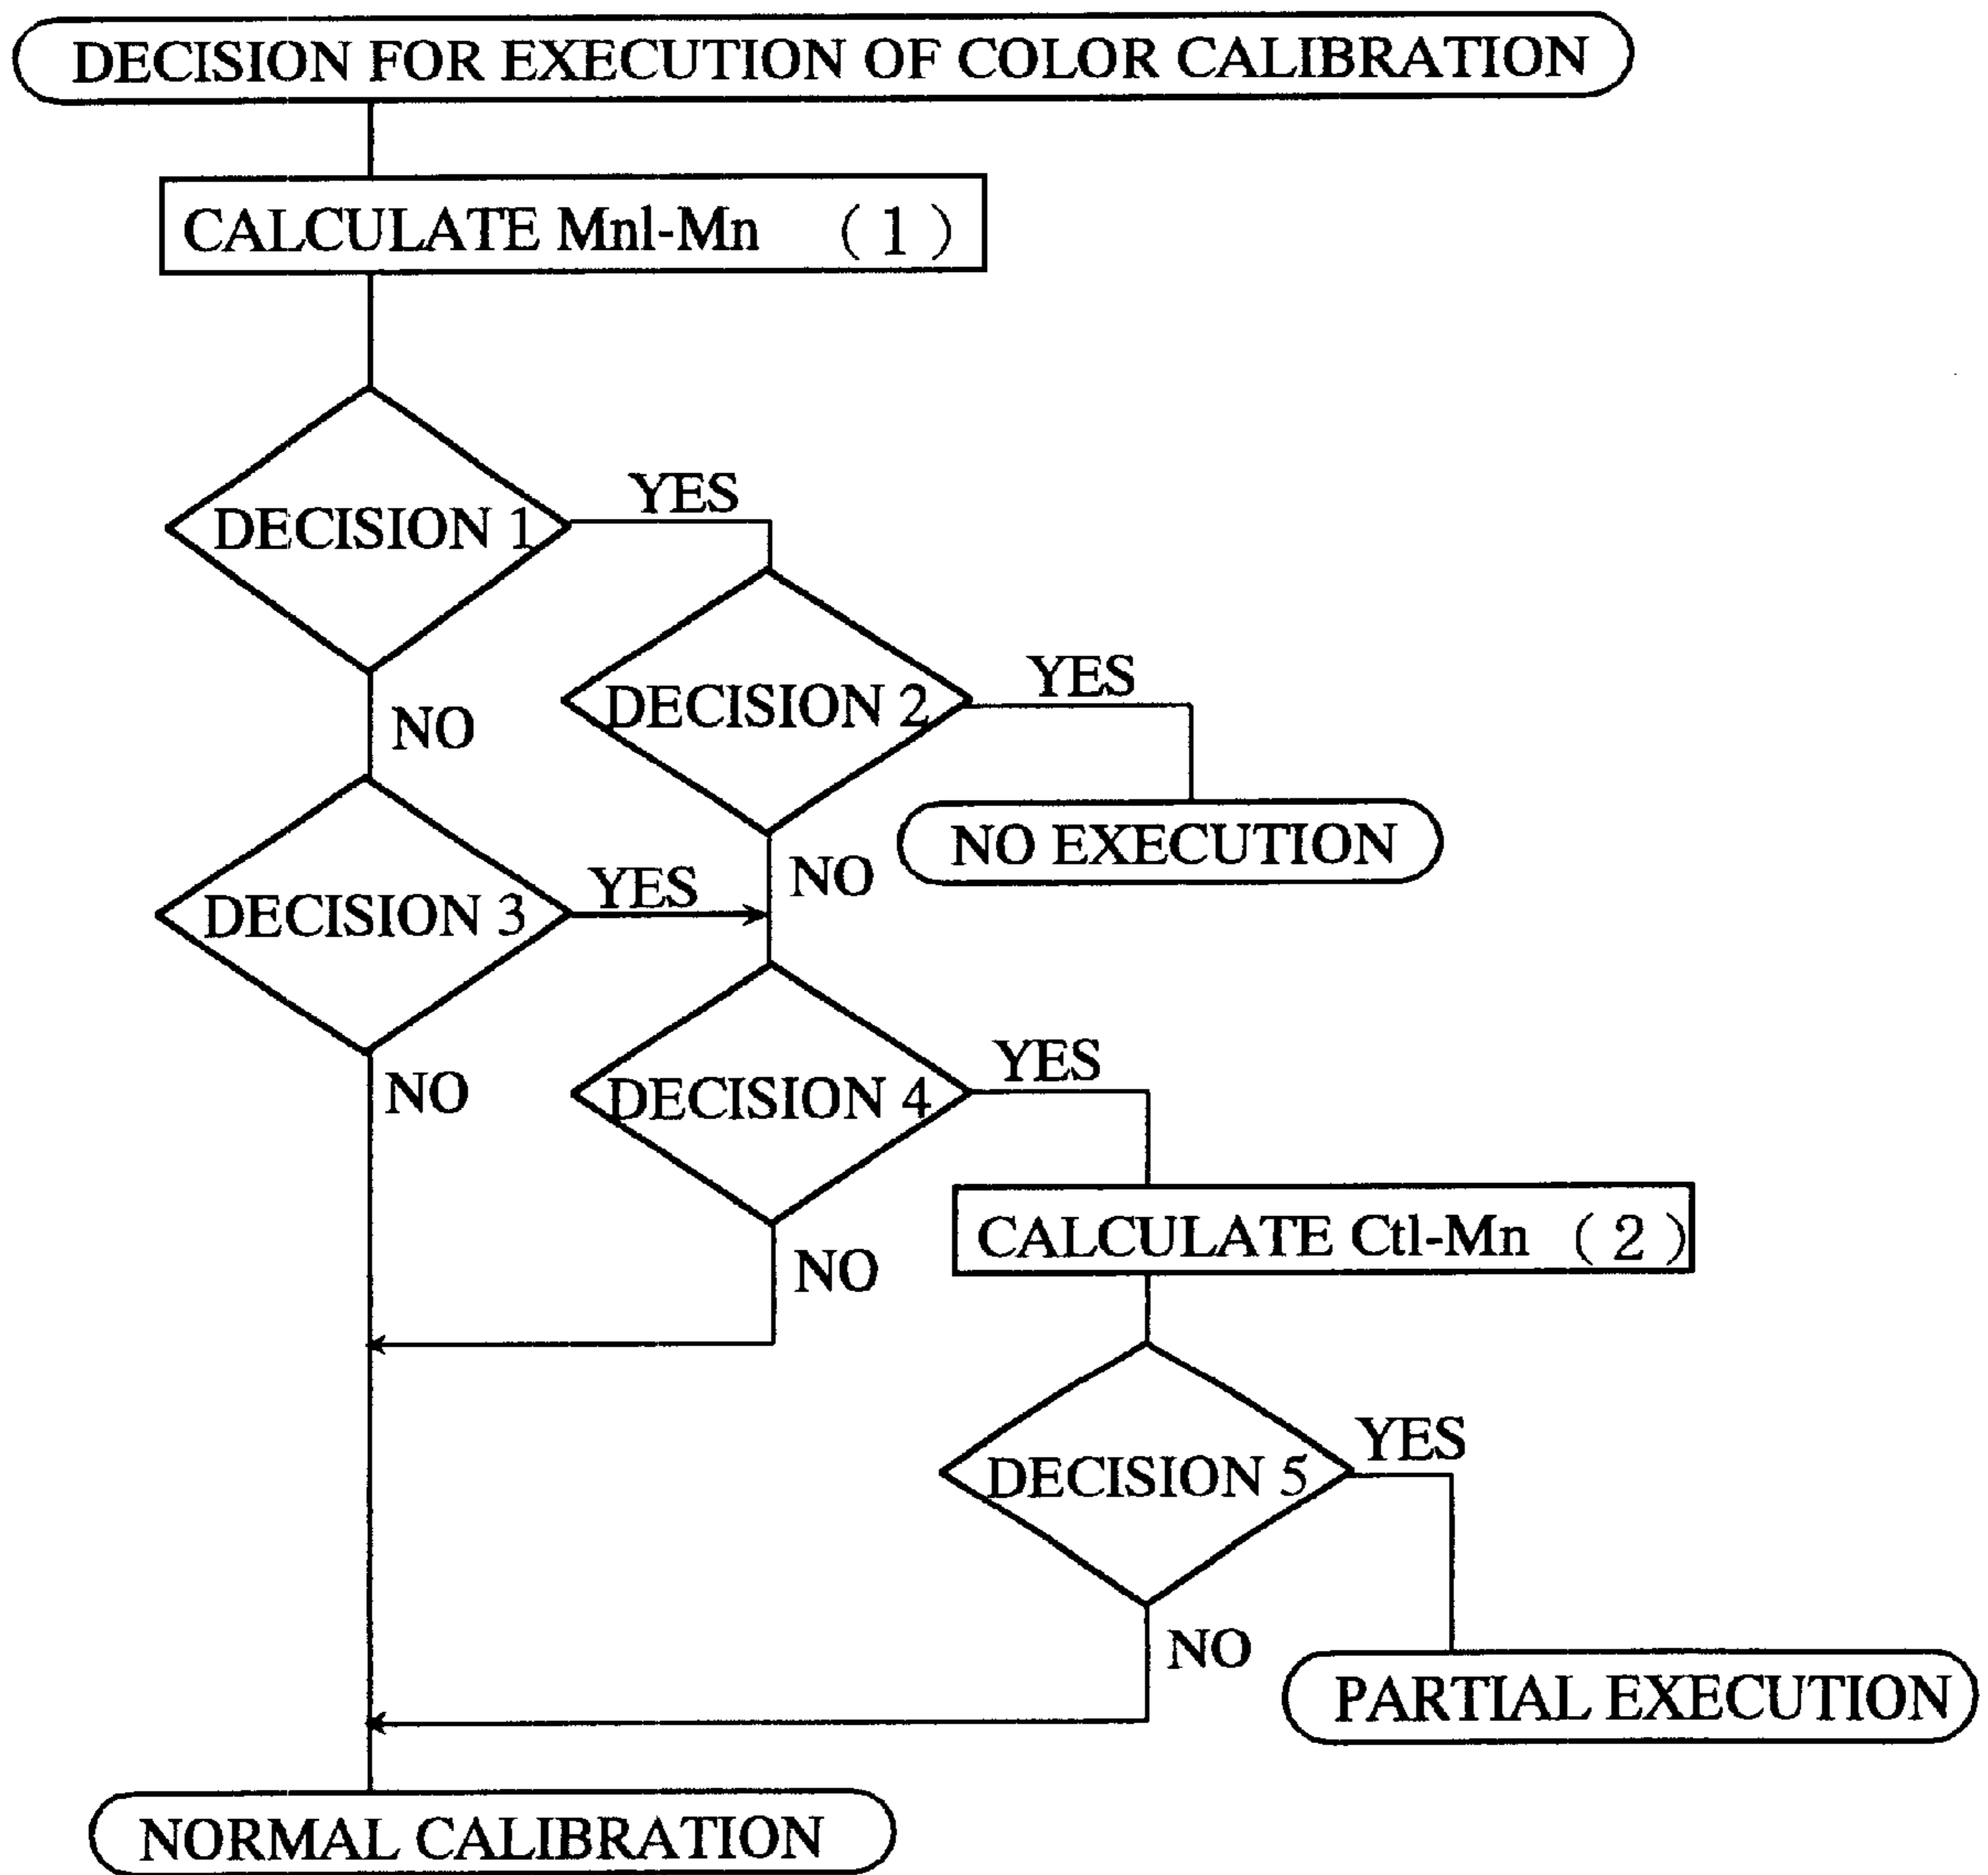 DECISION FOR EXECUTION OF COLOR CALIBRATION
CALCULATE Mnl-Mn (1)
DECISION 1
YES
NO
DECISION 2
YES
NO EXECUTION
NO
DECISION 3
YES
NO
DECISION 4
YES
NO
CALCULATE Ctl-Mn (2)
DECISION 5
YES
NO
PARTIAL EXECUTION
NORMAL CALIBRATION